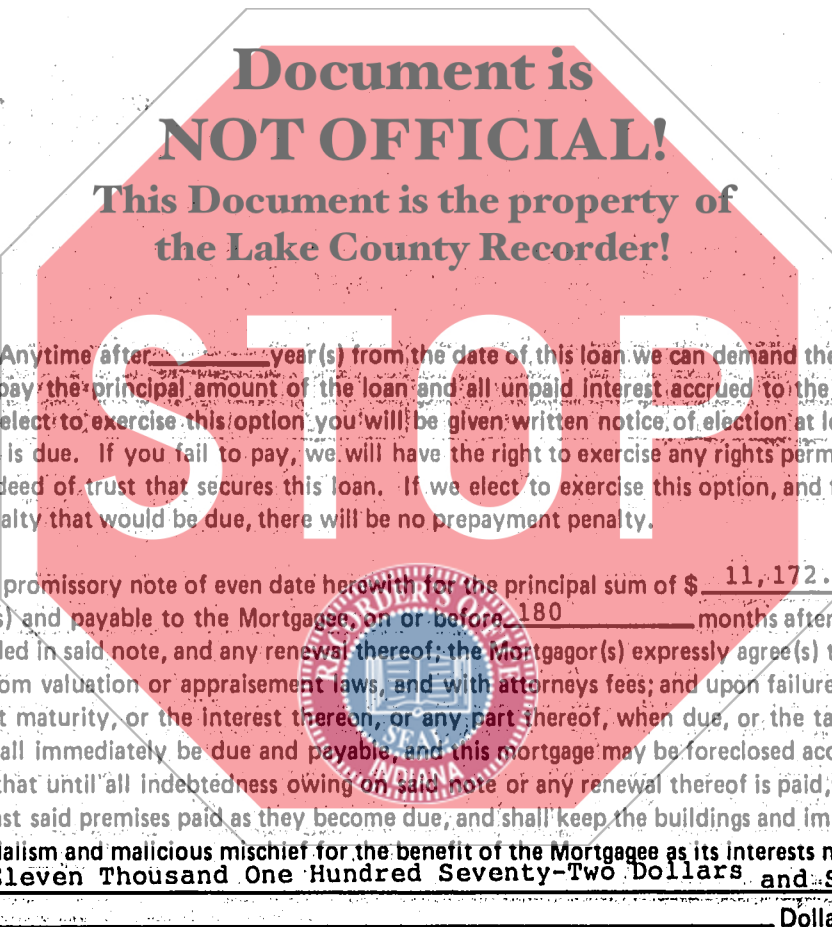 Document is
NOT OFFICIAL!
This Document is the property of
the Lake County Recorder!
STOP
Anytime after year(s) from the date of this loan we can demand the
pay the principal amount of the loan and all unpaid interest accrued to the
elect to exercise this option you will be given written notice of election at le
is due. If you fail to pay, we will have the right to exercise any rights perm
deed of trust that secures this loan. If we elect to exercise this option, and
alty that would be due, there will be no prepayment penalty.
promissory note of even date herewith for the principal sum of $ 11,172.
s) and payable to the Mortgagee, on or before 180 months after
led in said note, and any renewal thereof; the Mortgagor(s) expressly agree(s) t
om valuation or appraisement laws, and with attorneys fees; and upon failure
t maturity, or the interest thereon, or any part thereof, when due, or the ta
all immediately be due and payable, and this mortgage may be foreclosed acc
that until all indebtedness owing on said note or any renewal thereof is paid,
ast said premises paid as they become due, and shall keep the buildings and im
dalism and malicious mischief for the benefit of the Mortgagee as its interests m
Eleven Thousand One Hundred Seventy-Two Dollars and S
Dolla
RECORDER'S OFFICE
SEAL
INDIANA